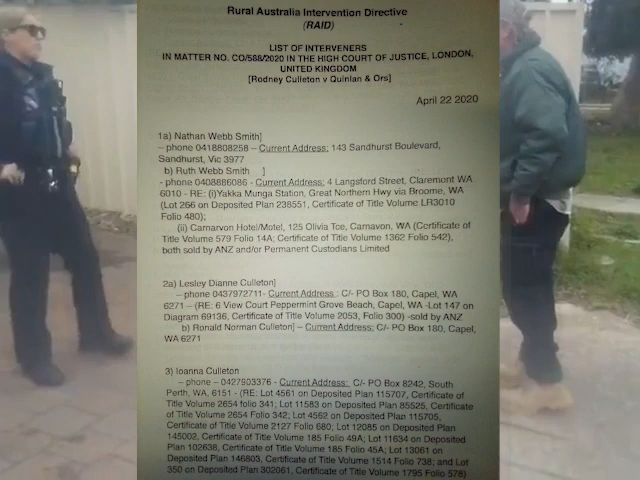 Rural Australia Intervention Directive
(RAID)
LIST OF INTERVENERS
IN MATTER NO. CO/588/2020 IN THE HIGH COURT OF JUSTICE, LONDON,
UNITED KINGDOM
[Rodney Culleton v Quinlan & Ors]
April 22 2020
1a) Nathan Webb Smith]
– phone 0418808258 – Current Address: 143 Sandhurst Boulevard,
Sandhurst, Vic 3977
b) Ruth Webb Smith ]
- phone 0408886086 - Current Address: 4 Langsford Street, Claremont WA
6010 - RE: (i)Yakka Munga Station, Great Northern Hwy via Broome, WA
(Lot 266 on Deposited Plan 238551, Certificate of Title Volume LR3010
Folio 480);
(ii) Carnarvon Hotel/Motel, 125 Olivia Tce, Carnavon, WA (Certificate of
Title Volume 579 Folio 14A; Certificate of Title Volume 1362 Folio 542),
both sold by ANZ and/or Permanent Custodians Limited
2a) Lesley Dianne Culleton]
– phone 0437972711- Current Address : C/- PO Box 180, Capel, WA
6271 – (RE: 6 View Court Peppermint Grove Beach, Capel, WA -Lot 147 on
Diagram 69136, Certificate of Title Volume 2053, Folio 300) -sold by ANZ
b) Ronald Norman Culleton] – Current Address: C/- PO Box 180, Capel,
WA 6271
3) Ioanna Culleton
– phone – 0427903376 - Current Address: C/- PO Box 8242, South
Perth, WA, 6151 - (RE: Lot 4561 on Deposited Plan 115707, Certificate of
Title Volume 2654 folio 341; Lot 11583 on Deposited Plan 85525, Certificate
of Title Volume 2654 Folio 342; Lot 4562 on Deposited Plan 115705,
Certificate of Title Volume 2127 Folio 680; Lot 12085 on Deposited Plan
145002, Certificate of Title Volume 185 Folio 49A; Lot 11634 on Deposited
Plan 102638, Certificate of Title Volume 185 Folio 45A; Lot 13061 on
Deposited Plan 146803, Certificate of Title Volume 1514 Folio 738; and Lot
350 on Deposited Plan 302061, Certificate of Title Volume 1795 Folio 578)